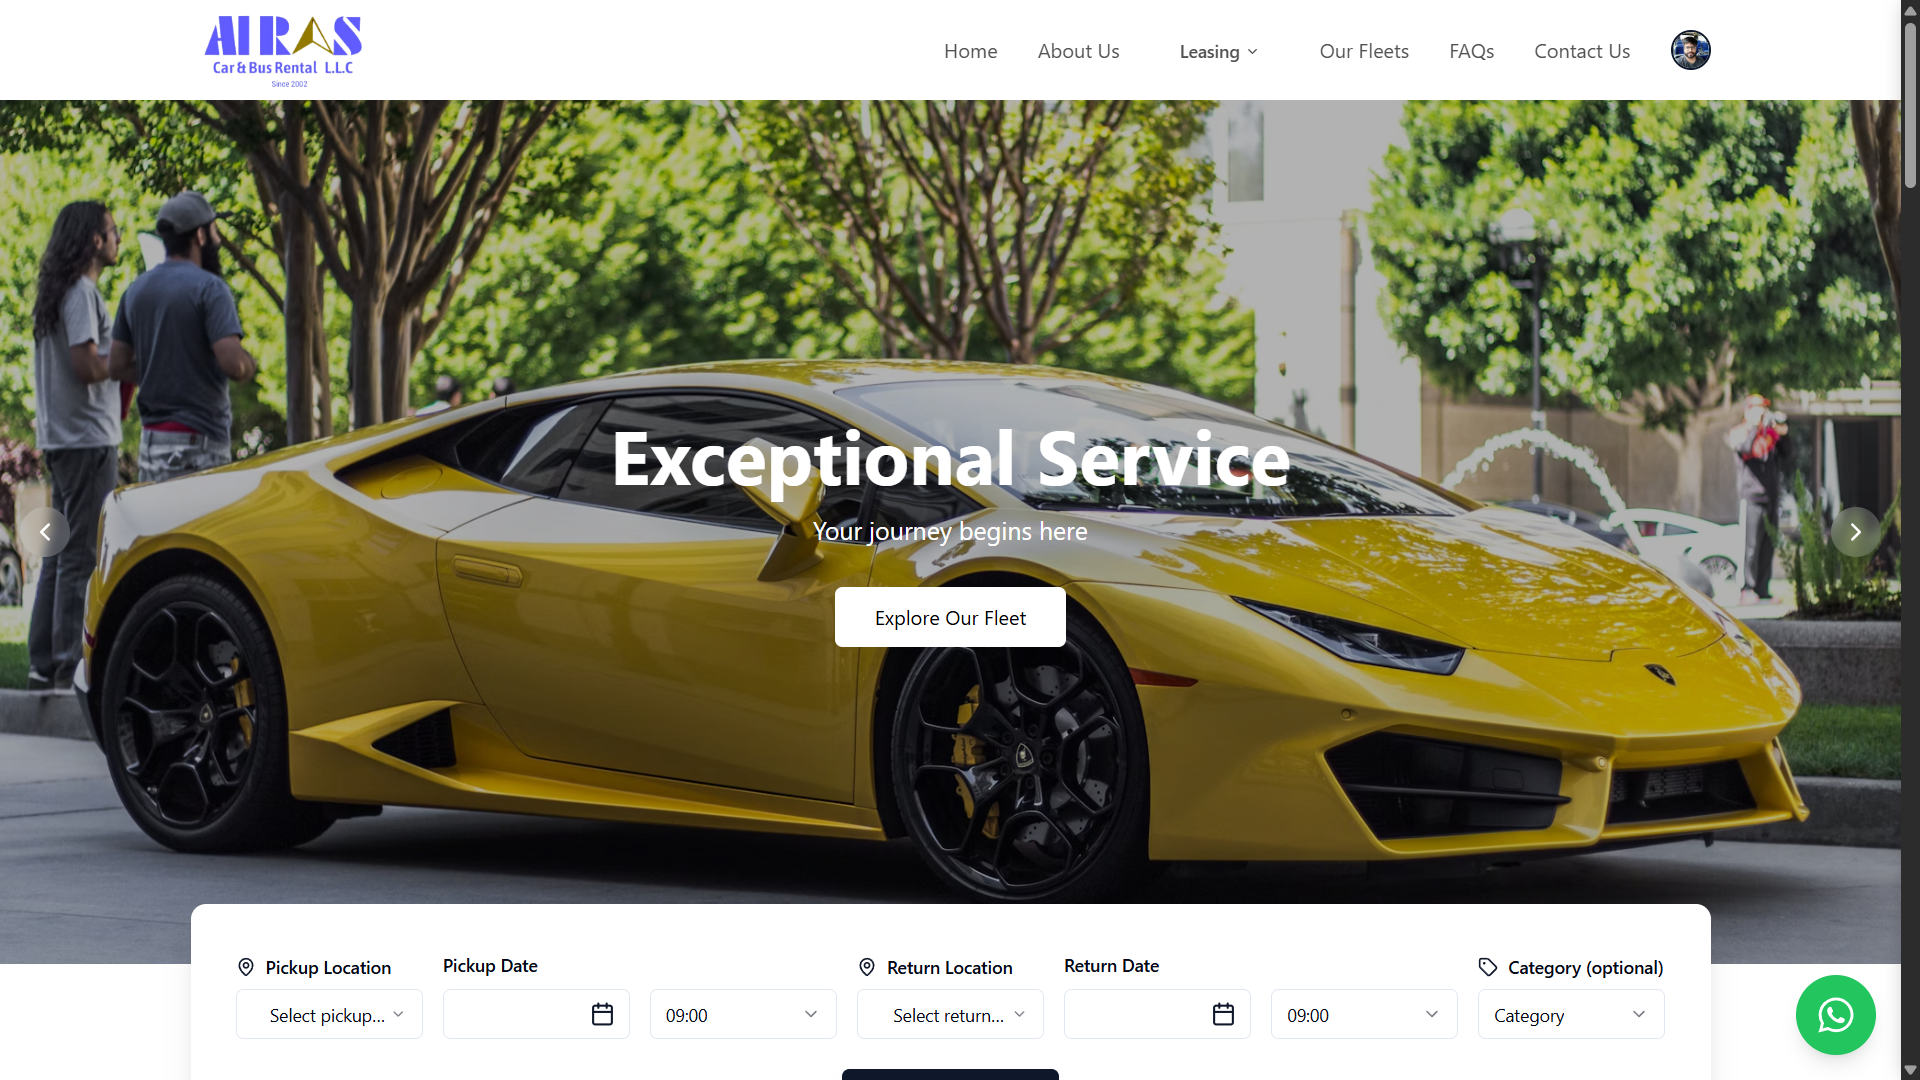 AIRAS
Car & Bus Rental L.L.C
Since 2002
Home
About Us
Leasing
Our Fleets
FAQs
Contact Us
Exceptional Service
Your journey begins here
Explore Our Fleet
Pickup Location
Pickup Date
Return Location
Return Date
Category (optional)
Select pickup...
09:00
Select return...
09:00
Category